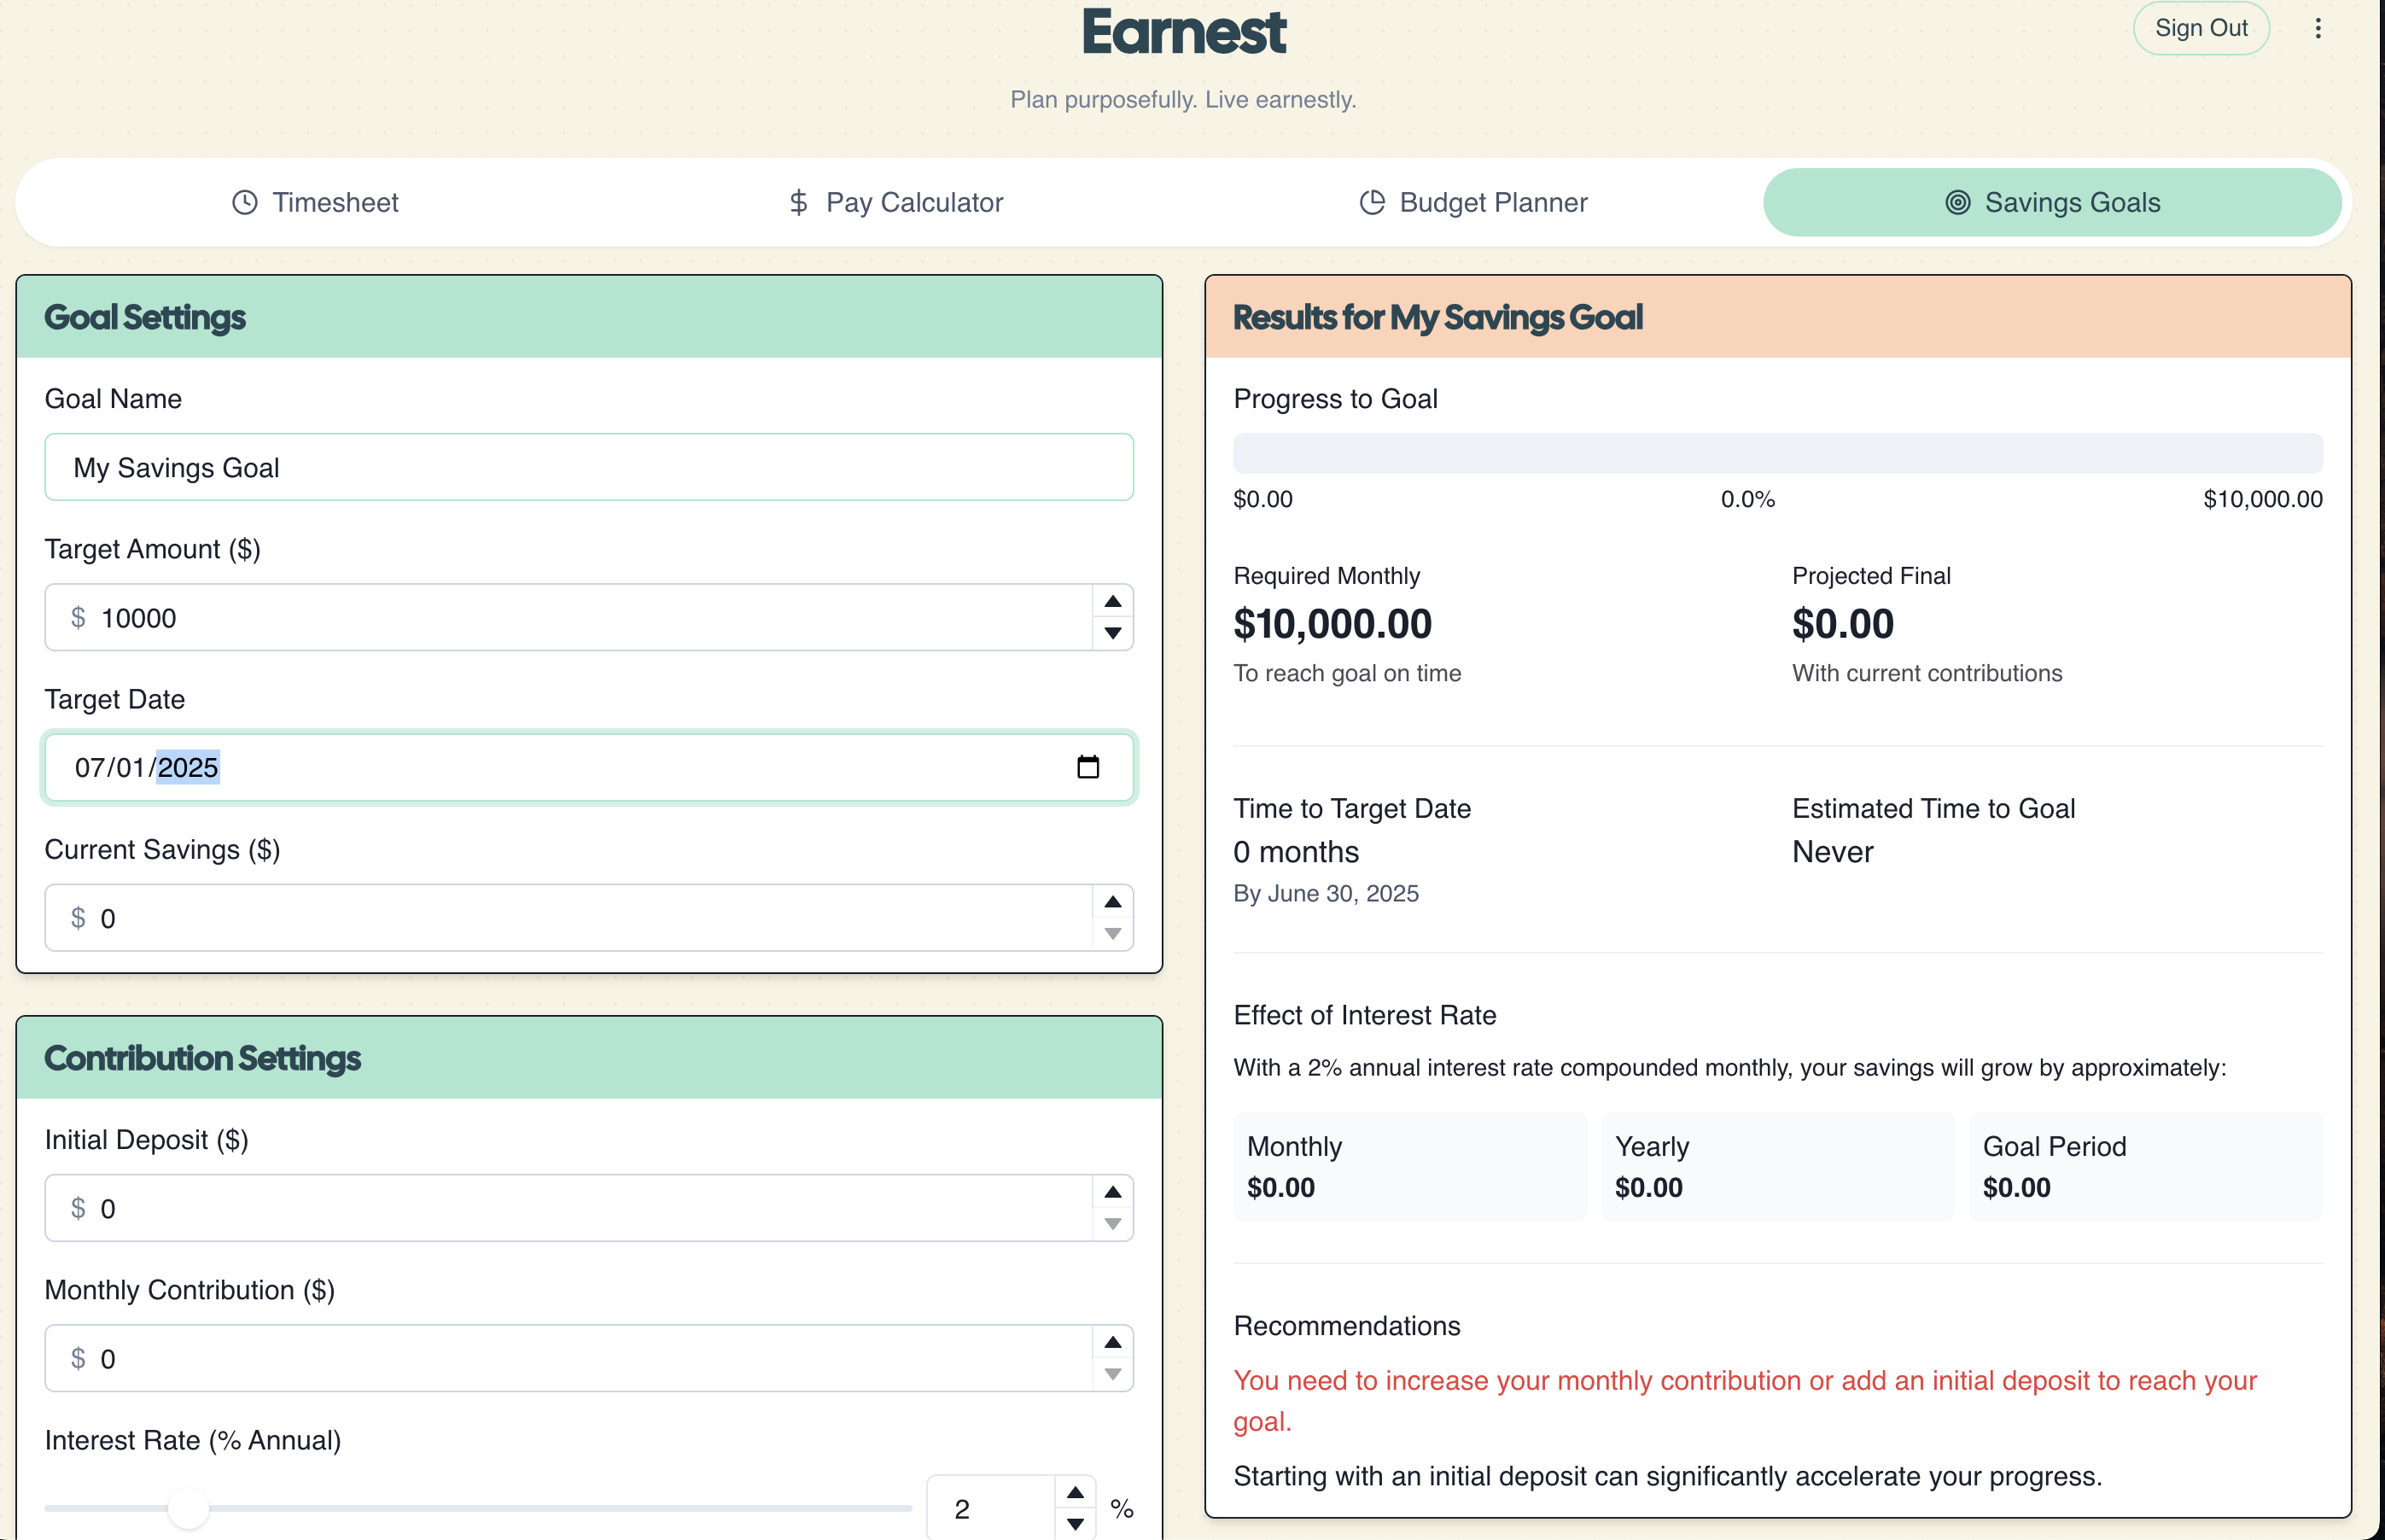 Earnest
Sign Out
Plan purposefully. Live earnestly.
Timesheet
$ Pay Calculator
Budget Planner
Savings Goals
Goal Settings
Goal Name
My Savings Goal
Target Amount ($)
$ 10000
Target Date
07/01/2025
Current Savings ($)
$ 0
Contribution Settings
Initial Deposit ($)
$ 0
Monthly Contribution ($)
$ 0
Interest Rate (% Annual)
2 %
Results for My Savings Goal
Progress to Goal
$0.00 0.0% $10,000.00
Required Monthly
$10,000.00
To reach goal on time
Projected Final
$0.00
With current contributions
Time to Target Date
0 months
By June 30, 2025
Estimated Time to Goal
Never
Effect of Interest Rate
With a 2% annual interest rate compounded monthly, your savings will grow by approximately:
Monthly
$0.00
Yearly
$0.00
Goal Period
$0.00
Recommendations
You need to increase your monthly contribution or add an initial deposit to reach your
goal.
Starting with an initial deposit can significantly accelerate your progress.